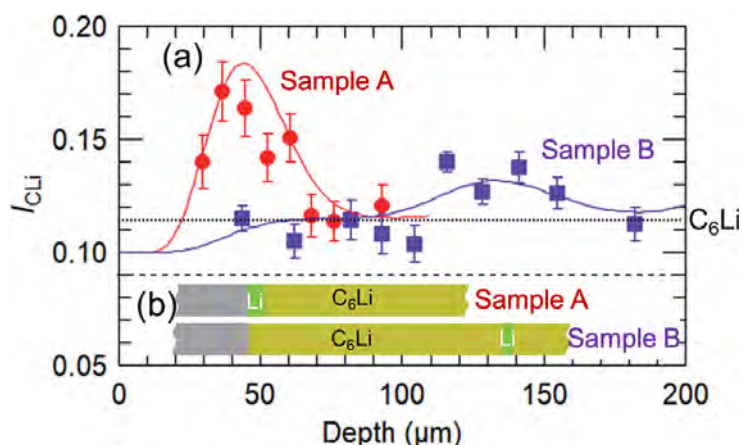 0.20
(a)
Sample A
0.15
Sample B
I_CLi
C₆Li
0.10
(b)
Li
C₆Li
Sample A
C₆Li
Li
Sample B
0.05
0
50
100
150
200
Depth (μm)